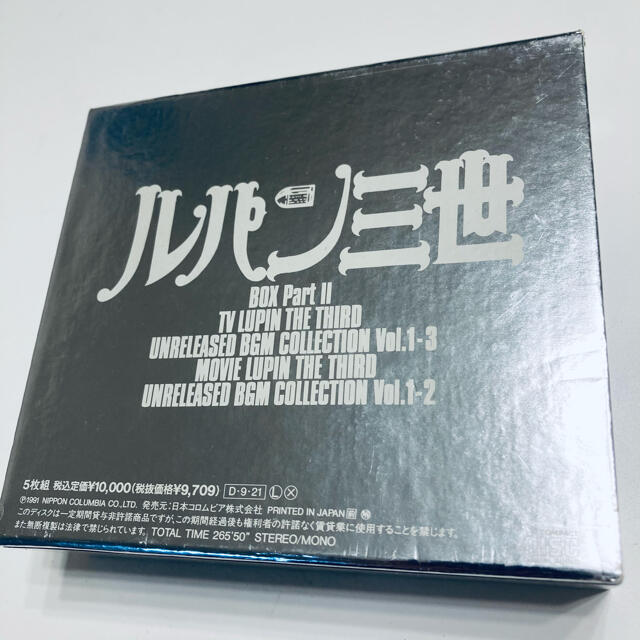 ルパン三世
BOX Part II
TV LUPIN THE THIRD
UNRELEASED BGM COLLECTION Vol.1-3
MOVIE LUPIN THE THIRD
UNRELEASED BGM COLLECTION Vol.1-2
5枚組 税込定価¥10,000(税抜価格¥9,709) D・9・21 Ⓛ Ⓧ
Ⓟ1991 NIPPON COLUMBIA CO., LTD. 発売元:日本コロムビア株式会社 PRINTED IN JAPAN
このディスクは一定期間貸与非許諾商品ですが、この期間経過後も権利者の許諾なく賃貸業に使用することを禁じます。
また無断複製は法律で禁じられています。 TOTAL TIME 265'50" STEREO/MONO